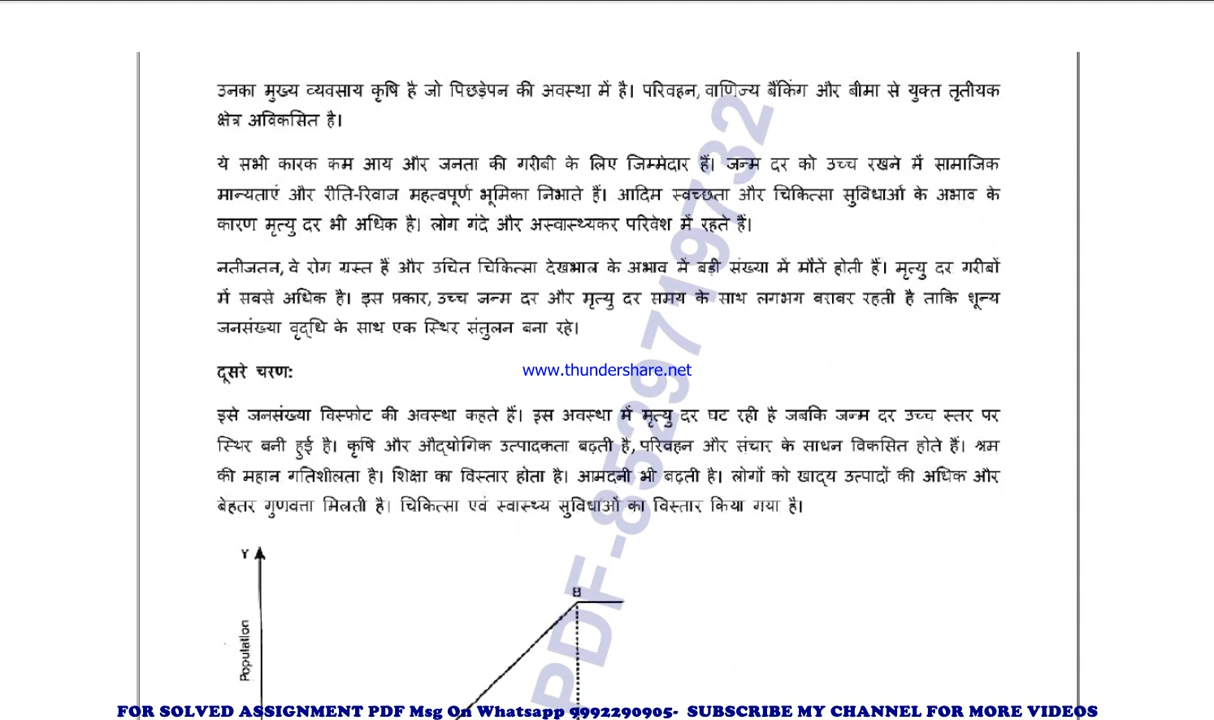 उनका मुख्य व्यवसाय कृषि है जो पिछड़ेपन की अवस्था में है। परिवहन, वाणिज्य बैंकिंग और बीमा से युक्त तृतीयक
क्षेत्र अविकसित है।
ये सभी कारक कम आय और जनता की गरीबी के लिए जिम्मेदार हैं। जन्म दर को उच्च रखने में सामाजिक
मान्यताएं और रीति-रिवाज महत्वपूर्ण भूमिका निभाते हैं। आदिम स्वच्छता और चिकित्सा सुविधाओं के अभाव के
कारण मृत्यु दर भी अधिक है। लोग गंदे और अस्वास्थ्यकर परिवेश में रहते हैं।
नतीजतन, वे रोग ग्रस्त हैं और उचित चिकित्सा देखभाल के अभाव में बड़ी संख्या में मौतें होती हैं। मृत्यु दर गरीबों
में सबसे अधिक है। इस प्रकार, उच्च जन्म दर और मृत्यु दर समय के साथ लगभग बराबर रहती है ताकि शून्य
जनसंख्या वृद्धि के साथ एक स्थिर संतुलन बना रहे।
दूसरे चरण:
www.thundershare.net
इसे जनसंख्या विस्फोट की अवस्था कहते हैं। इस अवस्था में मृत्यु दर घट रही है जबकि जन्म दर उच्च स्तर पर
स्थिर बनी हुई है। कृषि और औद्योगिक उत्पादकता बढ़ती है, परिवहन और संचार के साधन विकसित होते हैं। श्रम
की महान गतिशीलता है। शिक्षा का विस्तार होता है। आमदनी भी बढ़ती है। लोगों को खाद्य उत्पादों की अधिक और
बेहतर गुणवत्ता मिलती है। चिकित्सा एवं स्वास्थ्य सुविधाओं का विस्तार किया गया है।
Y
B
Population
PDF-8529719732
FOR SOLVED ASSIGNMENT PDF Msg On Whatsapp 9992290905- SUBSCRIBE MY CHANNEL FOR MORE VIDEOS